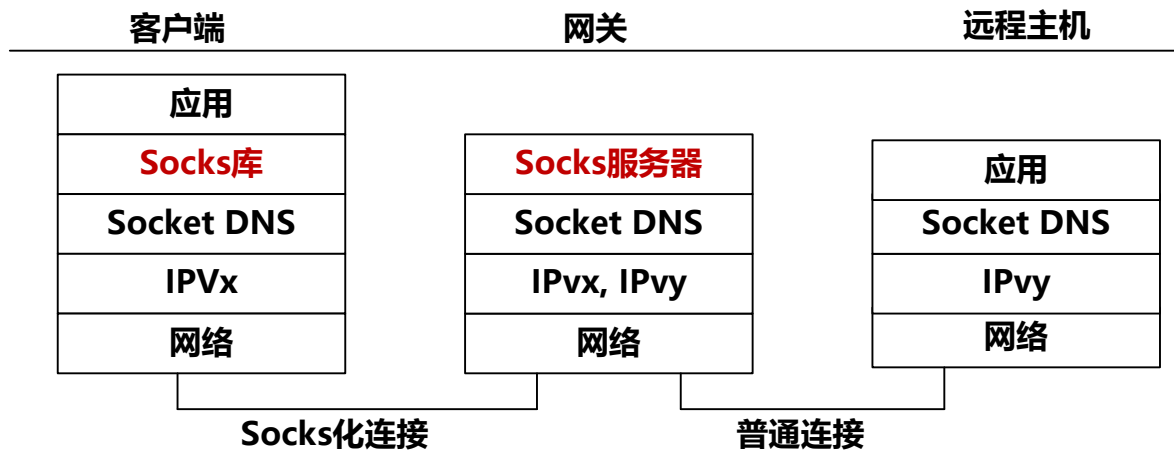 客户端 网关 远程主机
应用
Socks库 Socks服务器 应用
Socket DNS Socket DNS Socket DNS
IPVx IPvx, IPvy IPvy
网络 网络 网络
Socks化连接 普通连接